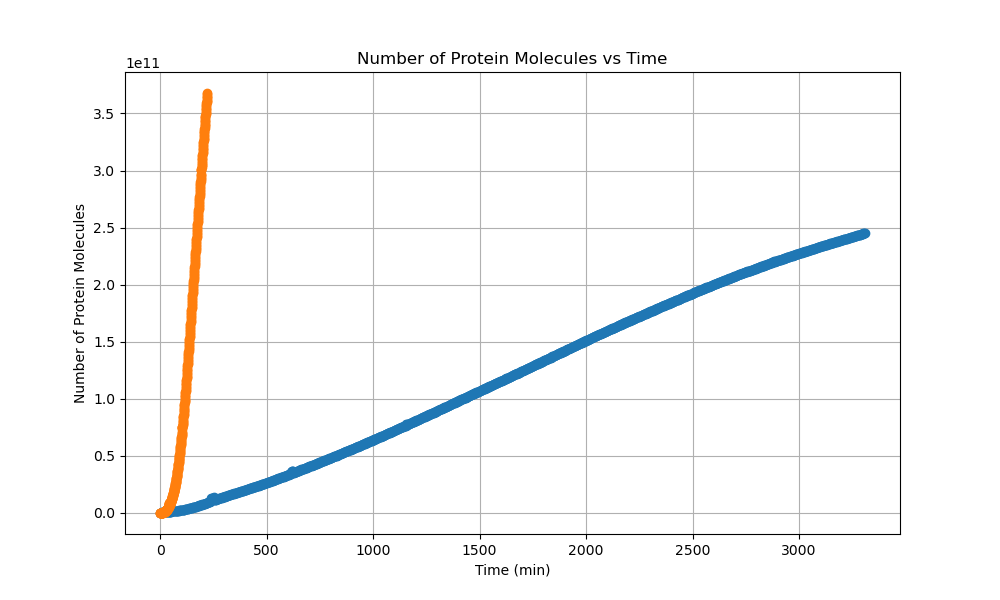 Number of Protein Molecules vs Time
1e11
3.5
3.0
2.5
2.0
1.5
1.0
0.5
0.0
Number of Protein Molecules
0 500 1000 1500 2000 2500 3000
Time (min)